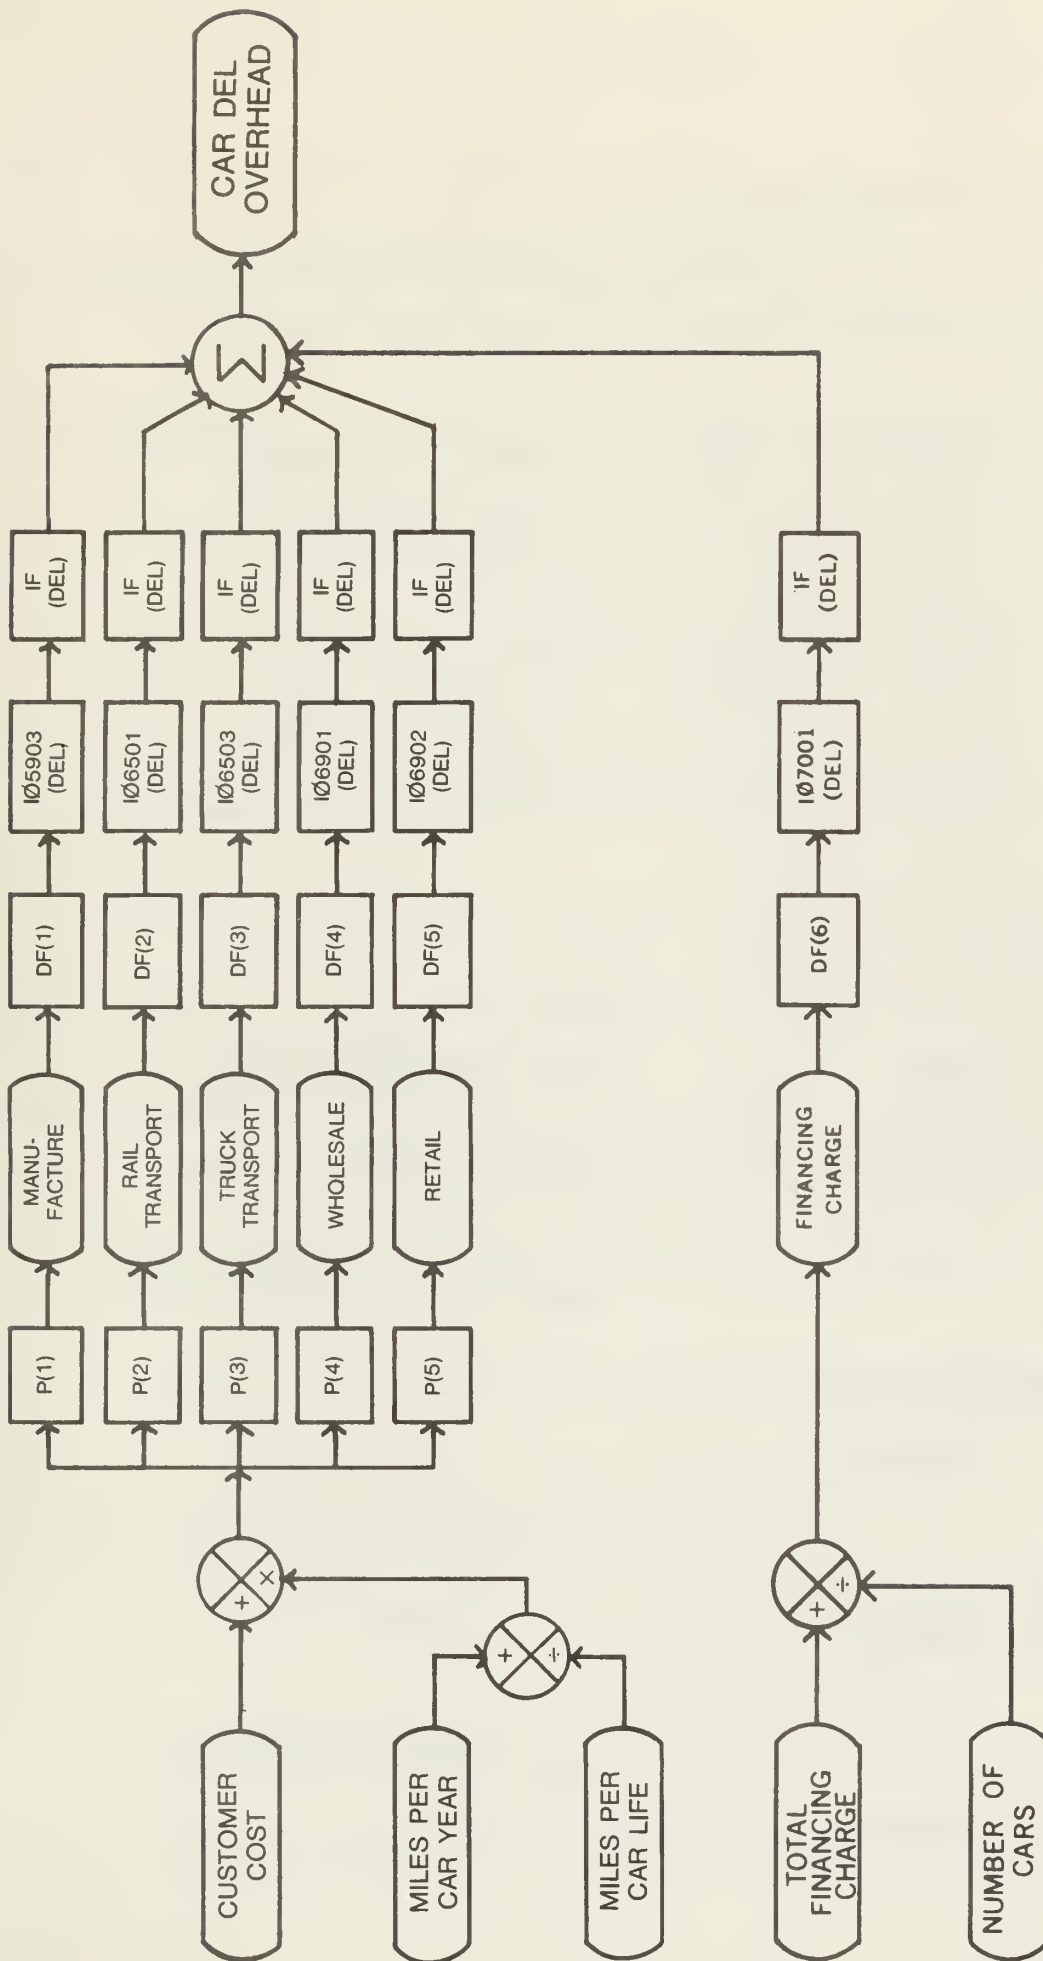 P(1)
MANU-
FACTURE
DF(1)
IØ5903
(DEL)
IF
(DEL)
P(2)
RAIL
TRANSPORT
DF(2)
IØ6501
(DEL)
IF
(DEL)
CUSTOMER
COST
+
×
P(3)
TRUCK
TRANSPORT
DF(3)
IØ6503
(DEL)
IF
(DEL)
Σ
CAR DEL
OVERHEAD
P(4)
WHOLESALE
DF(4)
IØ6901
(DEL)
IF
(DEL)
MILES PER
CAR YEAR
P(5)
RETAIL
DF(5)
IØ6902
(DEL)
IF
(DEL)
+
÷
MILES PER
CAR LIFE
TOTAL
FINANCING
CHARGE
+
÷
FINANCING
CHARGE
DF(6)
IØ7001
(DEL)
IF
(DEL)
NUMBER OF
CARS